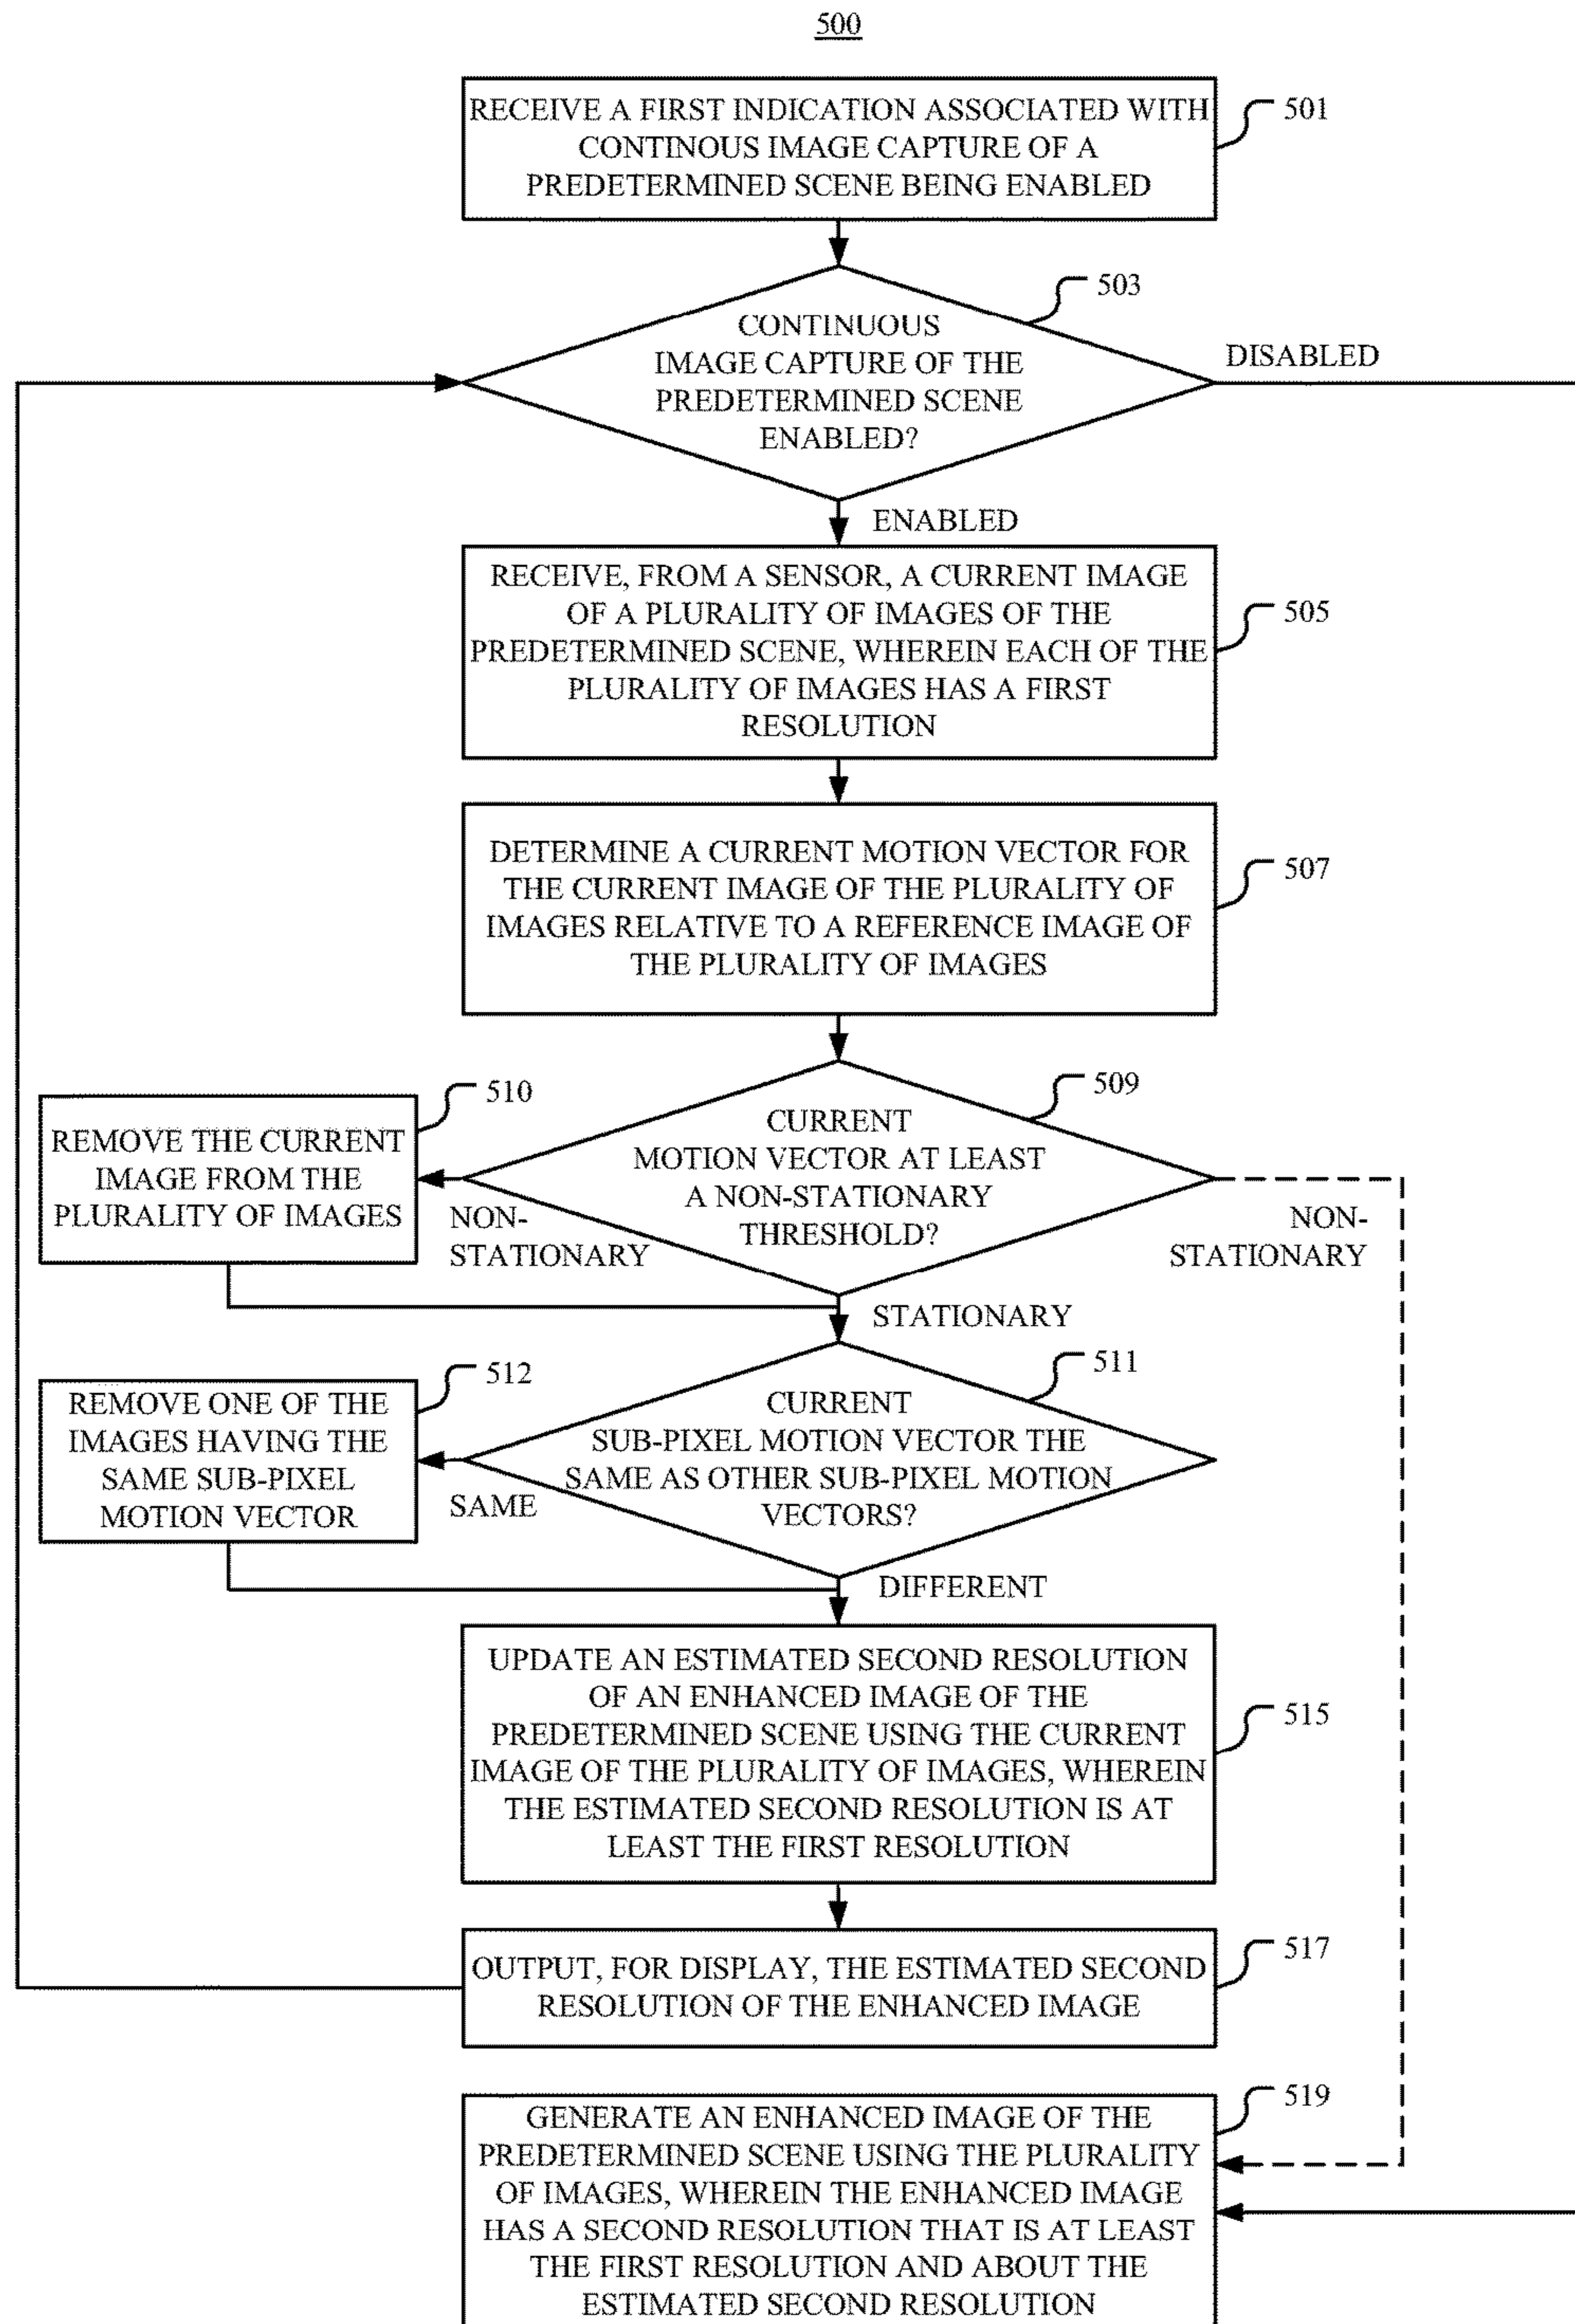 500
RECEIVE A FIRST INDICATION ASSOCIATED WITH
CONTINOUS IMAGE CAPTURE OF A
PREDETERMINED SCENE BEING ENABLED
501
503
CONTINUOUS
IMAGE CAPTURE OF THE
PREDETERMINED SCENE
ENABLED?
DISABLED
ENABLED
RECEIVE, FROM A SENSOR, A CURRENT IMAGE
OF A PLURALITY OF IMAGES OF THE
PREDETERMINED SCENE, WHEREIN EACH OF THE
PLURALITY OF IMAGES HAS A FIRST
RESOLUTION
505
DETERMINE A CURRENT MOTION VECTOR FOR
THE CURRENT IMAGE OF THE PLURALITY OF
IMAGES RELATIVE TO A REFERENCE IMAGE OF
THE PLURALITY OF IMAGES
507
509
CURRENT
MOTION VECTOR AT LEAST
A NON-STATIONARY
THRESHOLD?
510
REMOVE THE CURRENT
IMAGE FROM THE
PLURALITY OF IMAGES
NON-
STATIONARY
NON-
STATIONARY
STATIONARY
511
CURRENT
SUB-PIXEL MOTION VECTOR THE
SAME AS OTHER SUB-PIXEL MOTION
VECTORS?
512
REMOVE ONE OF THE
IMAGES HAVING THE
SAME SUB-PIXEL
MOTION VECTOR
SAME
DIFFERENT
UPDATE AN ESTIMATED SECOND RESOLUTION
OF AN ENHANCED IMAGE OF THE
PREDETERMINED SCENE USING THE CURRENT
IMAGE OF THE PLURALITY OF IMAGES, WHEREIN
THE ESTIMATED SECOND RESOLUTION IS AT
LEAST THE FIRST RESOLUTION
515
OUTPUT, FOR DISPLAY, THE ESTIMATED SECOND
RESOLUTION OF THE ENHANCED IMAGE
517
519
GENERATE AN ENHANCED IMAGE OF THE
PREDETERMINED SCENE USING THE PLURALITY
OF IMAGES, WHEREIN THE ENHANCED IMAGE
HAS A SECOND RESOLUTION THAT IS AT LEAST
THE FIRST RESOLUTION AND ABOUT THE
ESTIMATED SECOND RESOLUTION